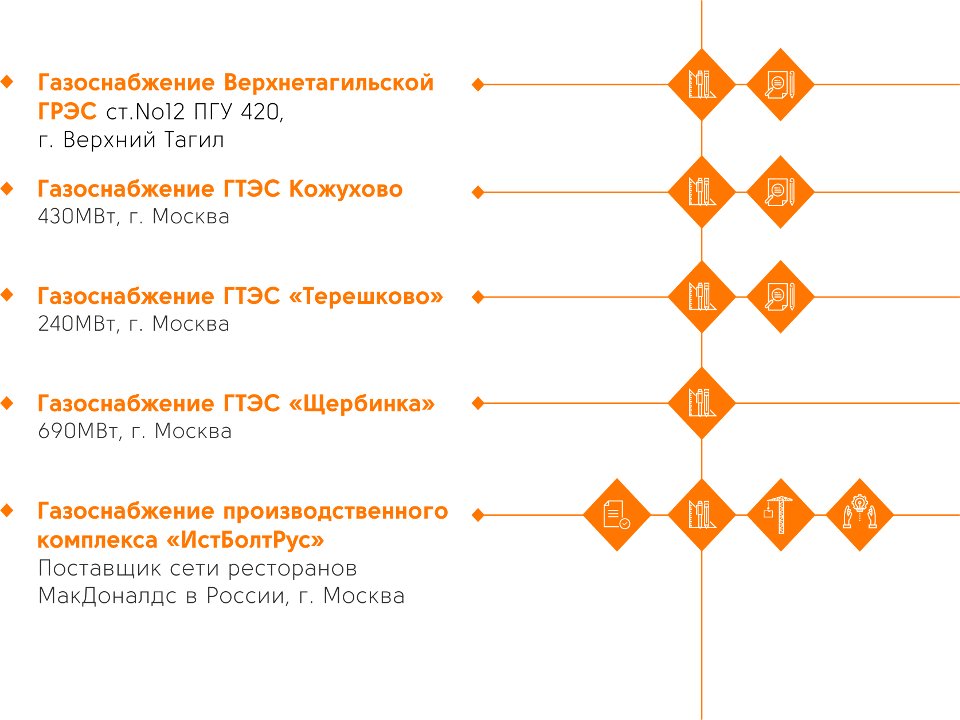 Газоснабжение Верхнетагильской
ГРЭС ст.No12 ПГУ 420,
г. Верхний Тагил
Газоснабжение ГТЭС Кожухово
430МВт, г. Москва
Газоснабжение ГТЭС «Терешково»
240МВт, г. Москва
Газоснабжение ГТЭС «Щербинка»
690МВт, г. Москва
Газоснабжение производственного
комплекса «ИстБолтРус»
Поставщик сети ресторанов
МакДоналдс в России, г. Москва